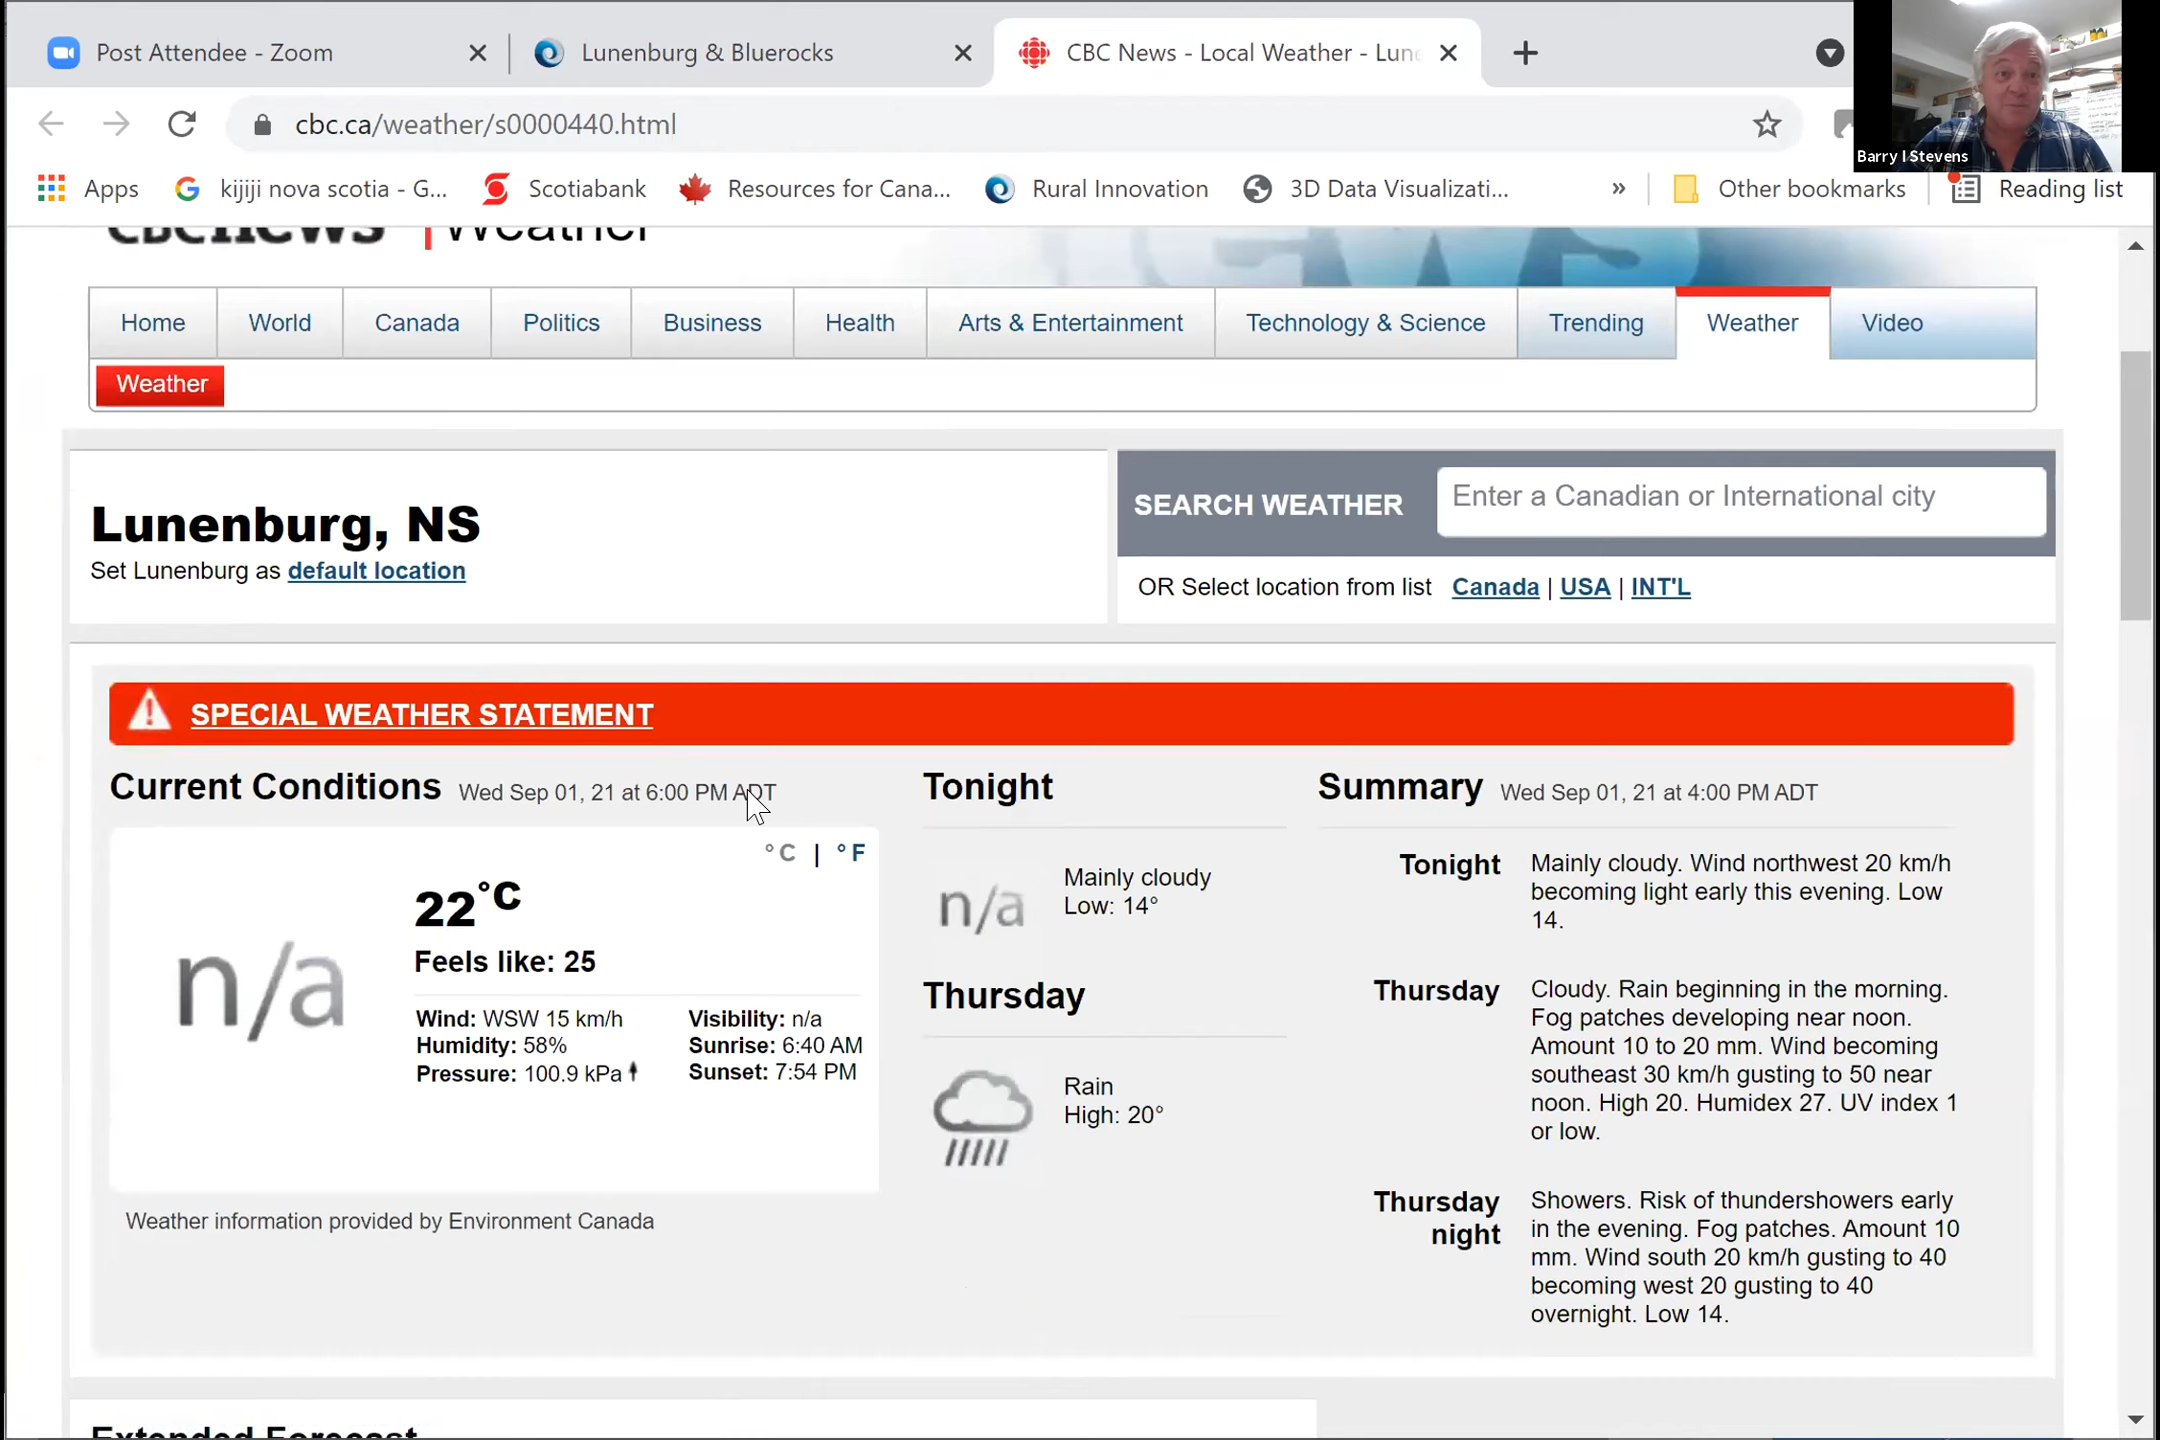 Post Attendee - Zoom
Lunenburg & Bluerocks
CBC News - Local Weather - Lun
cbc.ca/weather/s0000440.html
Barry I Stevens
Apps
kijiji nova scotia - G...
Scotiabank
Resources for Cana...
Rural Innovation
3D Data Visualizati...
»
Other bookmarks
Reading list
CBCnews | Weather
Home
World
Canada
Politics
Business
Health
Arts & Entertainment
Technology & Science
Trending
Weather
Video
Weather
Lunenburg, NS
Set Lunenburg as default location
SEARCH WEATHER
Enter a Canadian or International city
OR Select location from list Canada | USA | INT'L
SPECIAL WEATHER STATEMENT
Current Conditions Wed Sep 01, 21 at 6:00 PM ADT
°C | °F
n/a
22°C
Feels like: 25
Wind: WSW 15 km/h
Humidity: 58%
Pressure: 100.9 kPa
Visibility: n/a
Sunrise: 6:40 AM
Sunset: 7:54 PM
Weather information provided by Environment Canada
Tonight
n/a
Mainly cloudy
Low: 14°
Thursday
Rain
High: 20°
Summary Wed Sep 01, 21 at 4:00 PM ADT
Tonight
Mainly cloudy. Wind northwest 20 km/h
becoming light early this evening. Low
14.
Thursday
Cloudy. Rain beginning in the morning.
Fog patches developing near noon.
Amount 10 to 20 mm. Wind becoming
southeast 30 km/h gusting to 50 near
noon. High 20. Humidex 27. UV index 1
or low.
Thursday
night
Showers. Risk of thundershowers early
in the evening. Fog patches. Amount 10
mm. Wind south 20 km/h gusting to 40
becoming west 20 gusting to 40
overnight. Low 14.
Extended Forecast